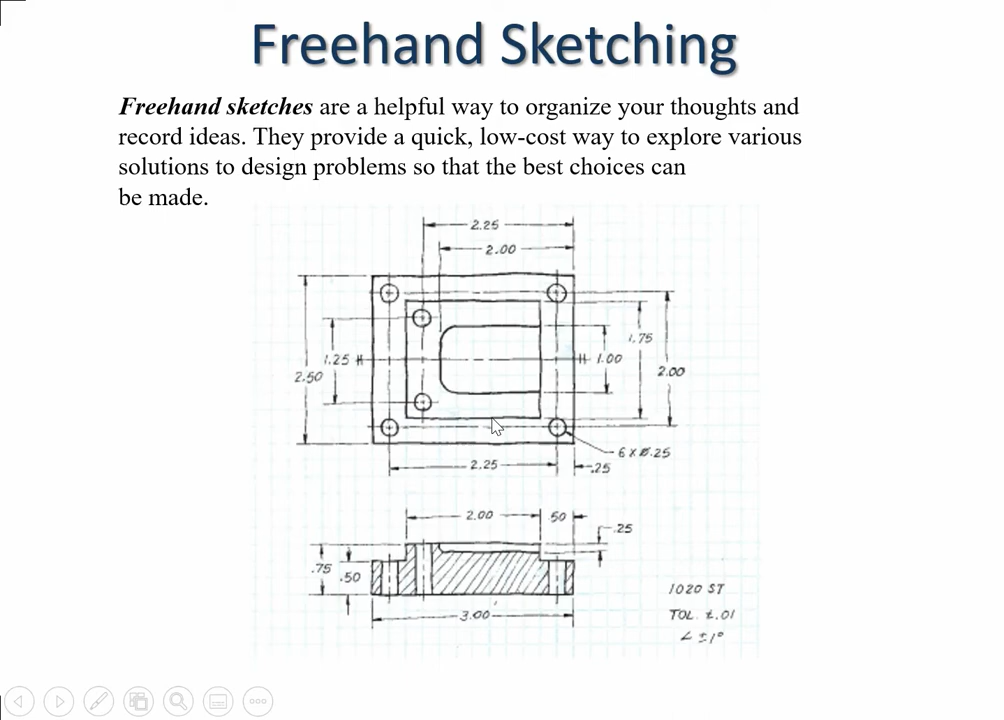 Freehand Sketching
Freehand sketches are a helpful way to organize your thoughts and
record ideas. They provide a quick, low-cost way to explore various
solutions to design problems so that the best choices can
be made.
2.25
2.00
1.75
1.25
1.00
2.50
2.00
6 X Ø.25
2.25
.25
2.00
.50
.25
.75
.50
3.00
1020 ST
TOL. ±.01
∠ ±1°